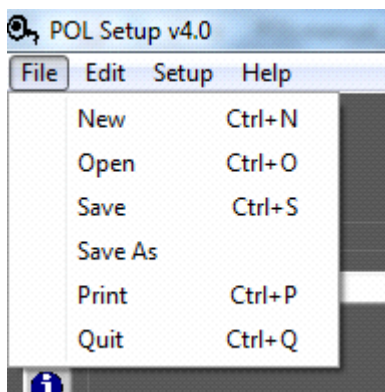 POL Setup v4.0
File Edit Setup Help
New Ctrl+N
Open Ctrl+O
Save Ctrl+S
Save As
Print Ctrl+P
Quit Ctrl+Q